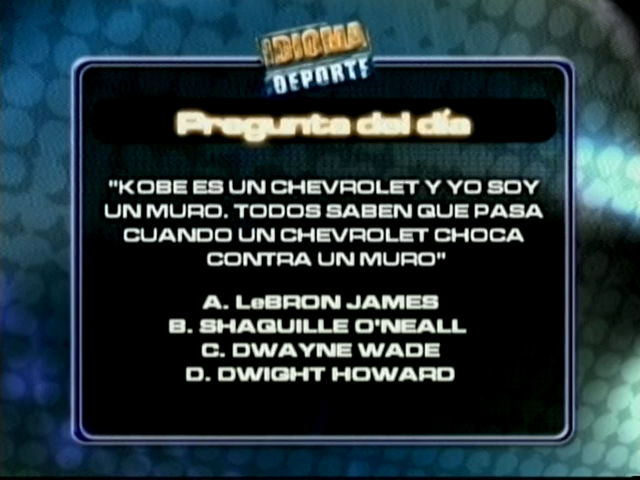 IDIOMA
DEPORTE
Pregunta del día
"KOBE ES UN CHEVROLET Y YO SOY
UN MURO. TODOS SABEN QUE PASA
CUANDO UN CHEVROLET CHOCA
CONTRA UN MURO"
A. LeBRON JAMES
B. SHAQUILLE O'NEALL
C. DWAYNE WADE
D. DWIGHT HOWARD